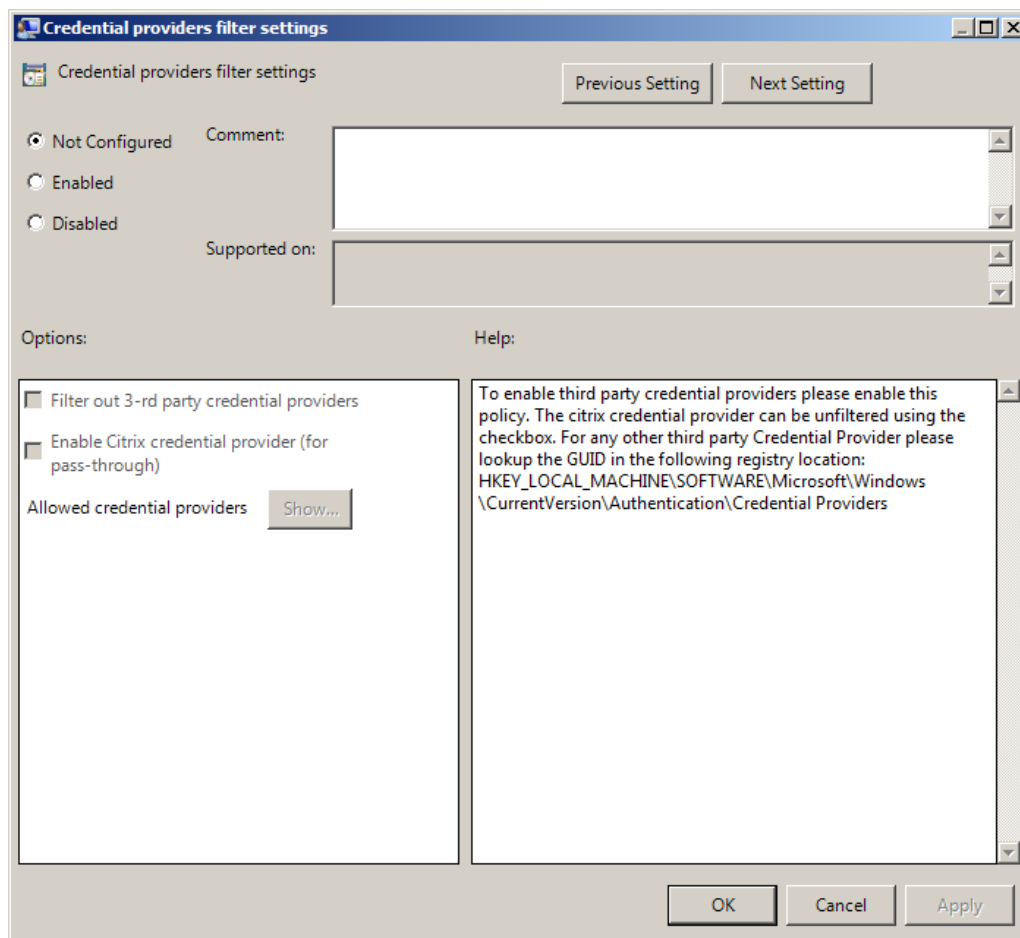 Credential providers filter settings
Credential providers filter settings
Previous Setting
Next Setting
Not Configured
Comment:
Enabled
Disabled
Supported on:
Options:
Help:
Filter out 3-rd party credential providers
Enable Citrix credential provider (for
pass-through)
Allowed credential providers
Show...
To enable third party credential providers please enable this
policy. The citrix credential provider can be unfiltered using the
checkbox. For any other third party Credential Provider please
lookup the GUID in the following registry location:
HKEY_LOCAL_MACHINE\SOFTWARE\Microsoft\Windows
\CurrentVersion\Authentication\Credential Providers
OK
Cancel
Apply